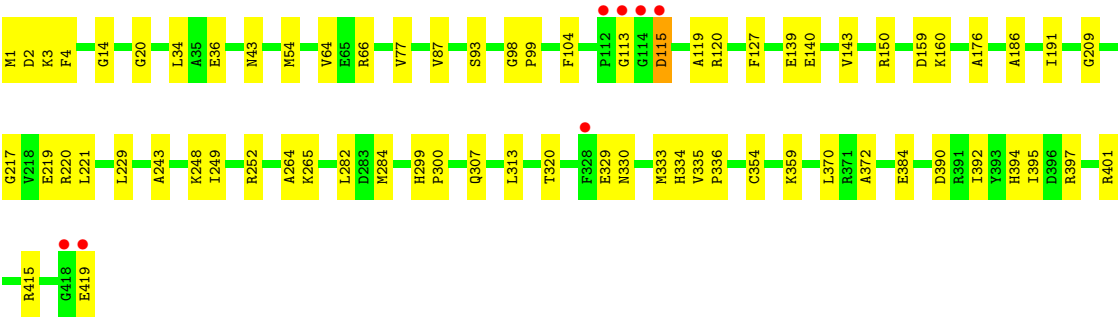 M1 D2 K3 F4 G14 G20 L34 A35 E36 N43 M54 V64 E65 R66 V77 V87 S93 G98 P99 F104 P112 G113 G114 D115 A119 R120 F127 E139 E140 V143 R150 D159 K160 A176 A186 I191 G209
G217 V218 E219 R220 L221 L229 A243 K248 I249 R252 A264 K265 L282 D283 M284 H299 P300 Q307 L313 T320 F328 E329 N330 M333 H334 V335 P336 C354 K359 L370 R371 A372 E384 D390 R391 I392 Y393 H394 I395 D396 R397 R401
R415 G418 E419